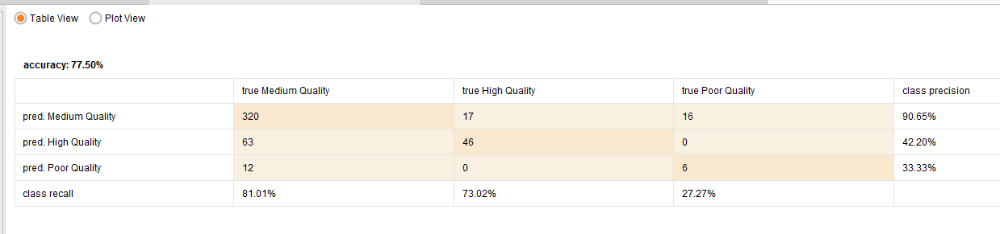 Table View Plot View
accuracy: 77.50%
true Medium Quality true High Quality true Poor Quality class precision
pred. Medium Quality 320 17 16 90.65%
pred. High Quality 63 46 0 42.20%
pred. Poor Quality 12 0 6 33.33%
class recall 81.01% 73.02% 27.27%